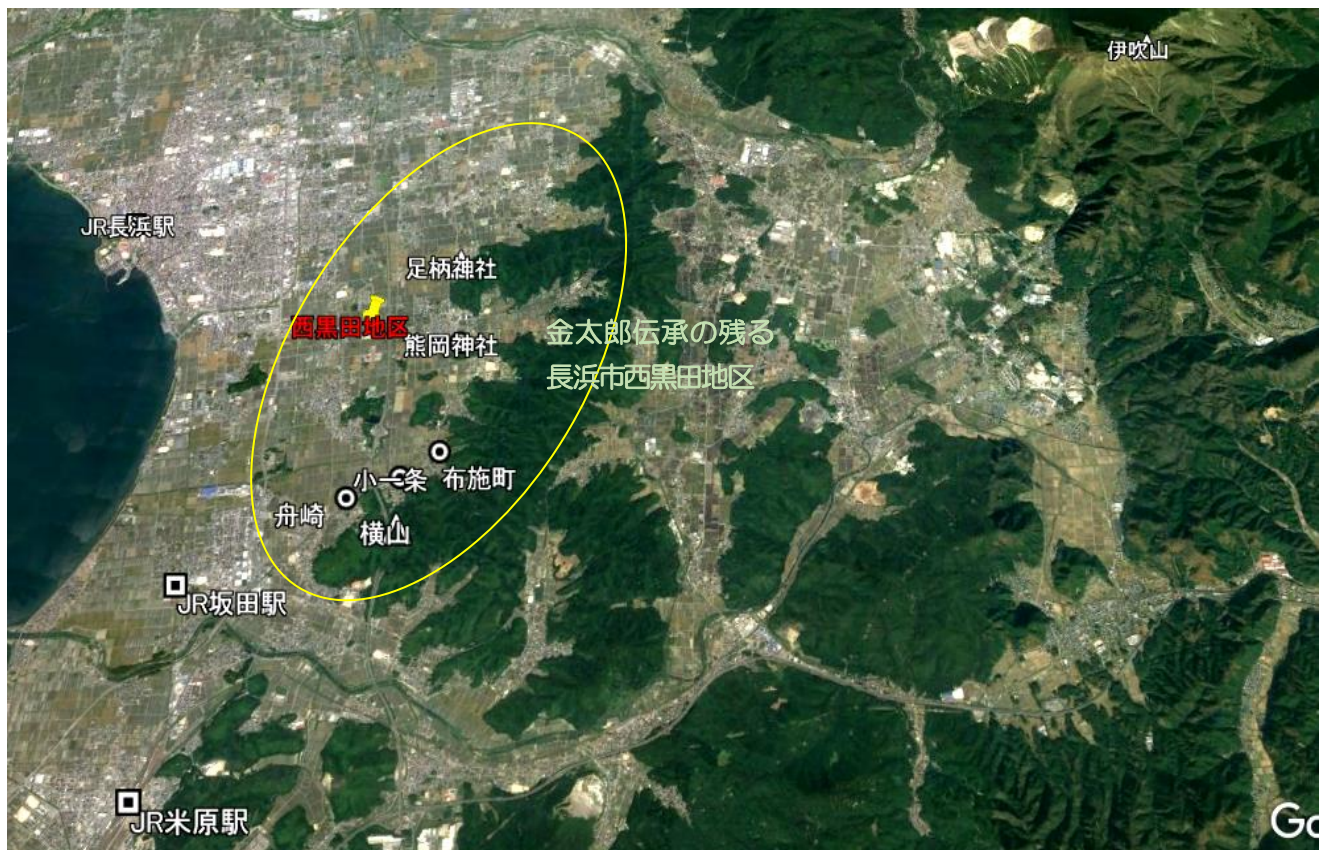 伊吹山
JR長浜駅
足柄神社
西黒田地区
熊岡神社
金太郎伝承の残る
長浜市西黒田地区
小一条
布施町
舟崎
横山
JR坂田駅
JR米原駅
Go